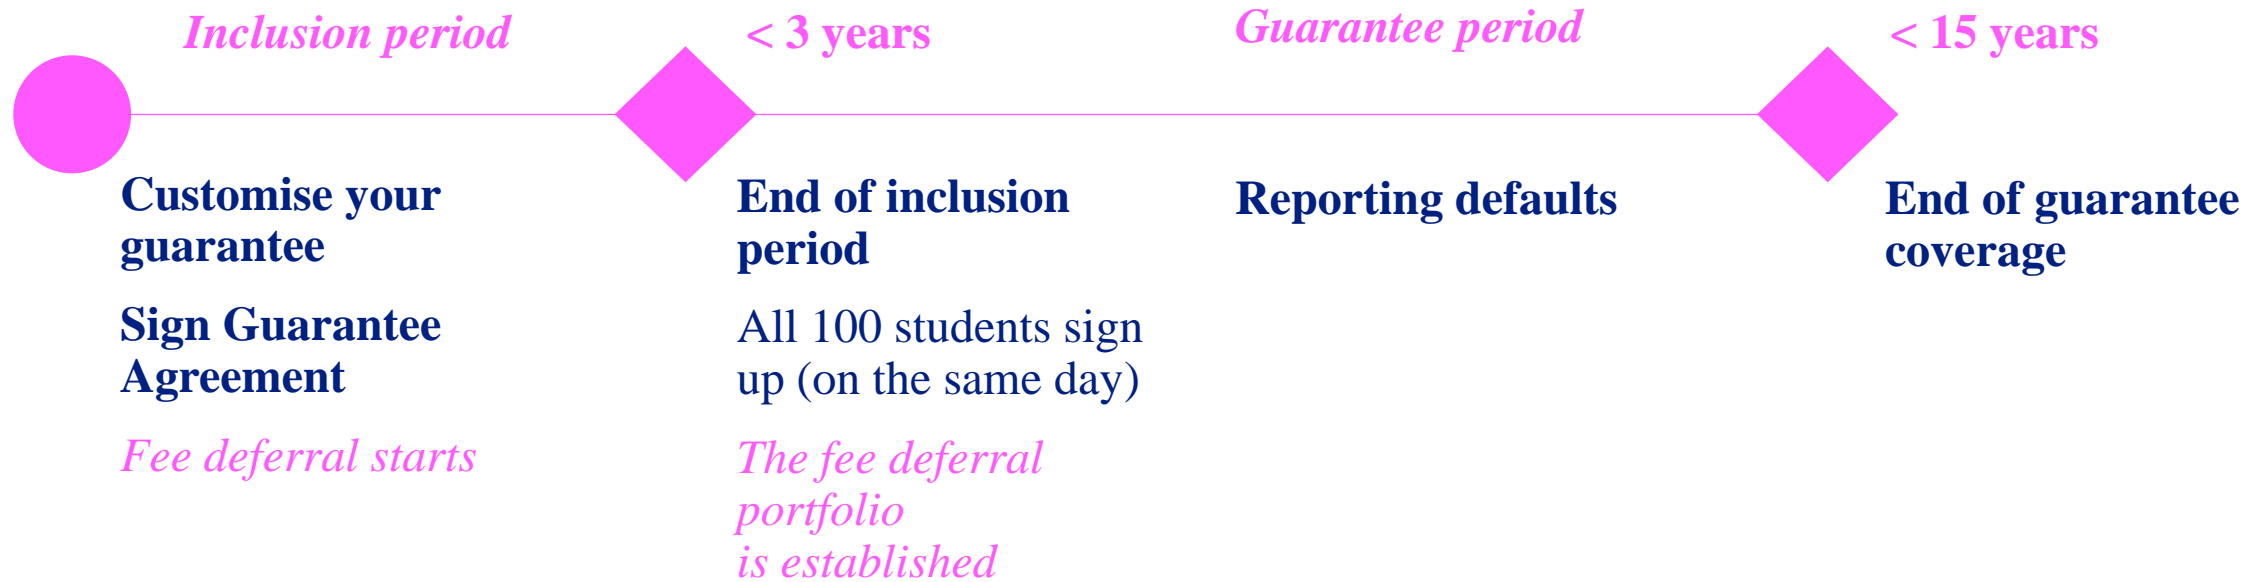 Inclusion period
< 3 years
Guarantee period
< 15 years
Customise your
guarantee
Sign Guarantee
Agreement
Fee deferral starts
End of inclusion
period
All 100 students sign
up (on the same day)
The fee deferral
portfolio
is established
Reporting defaults
End of guarantee
coverage